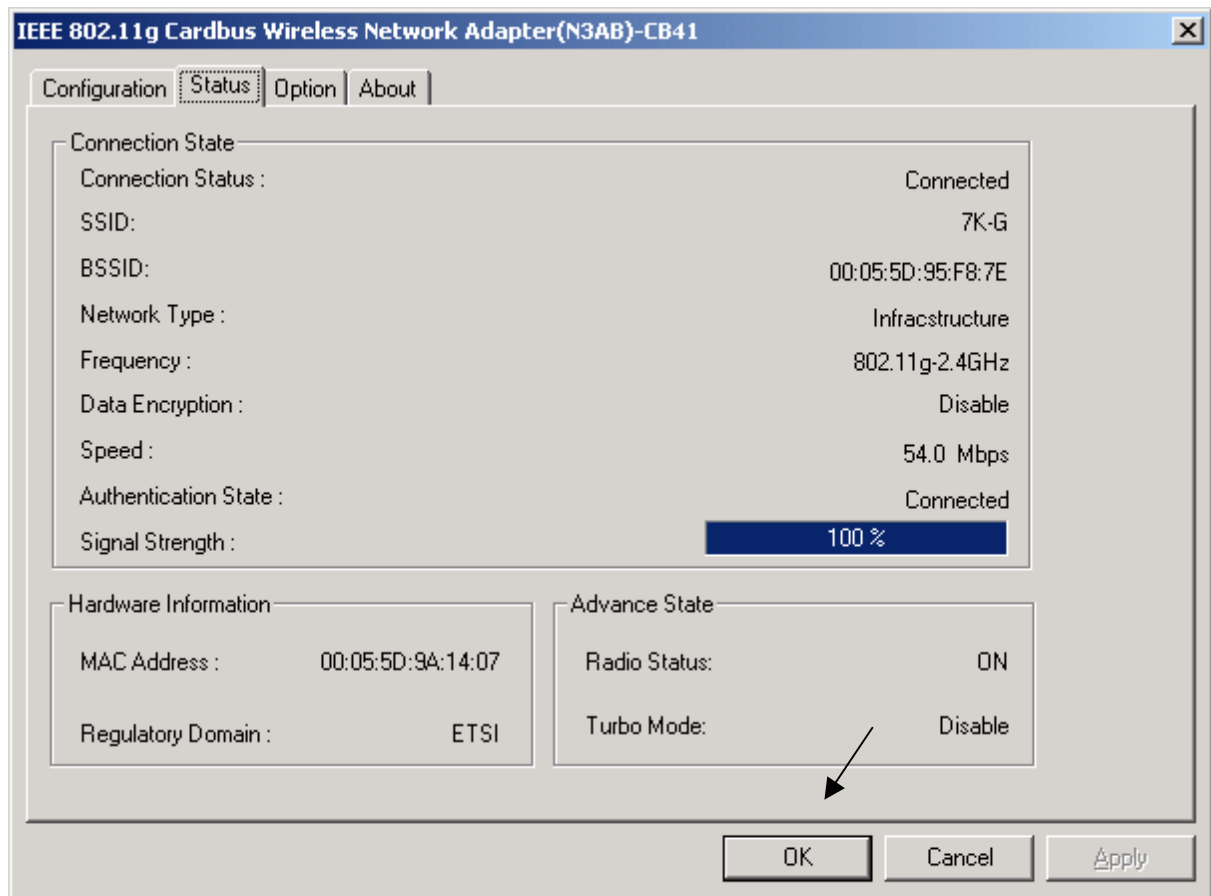 IEEE 802.11g Cardbus Wireless Network Adapter(N3AB)-CB41
Configuration Status Option About
Connection State
Connection Status : Connected
SSID: 7K-G
BSSID: 00:05:5D:95:F8:7E
Network Type : Infracstructure
Frequency : 802.11g-2.4GHz
Data Encryption : Disable
Speed : 54.0 Mbps
Authentication State : Connected
Signal Strength : 100 %
Hardware Information
MAC Address : 00:05:5D:9A:14:07
Regulatory Domain : ETSI
Advance State
Radio Status: ON
Turbo Mode: Disable
OK Cancel Apply